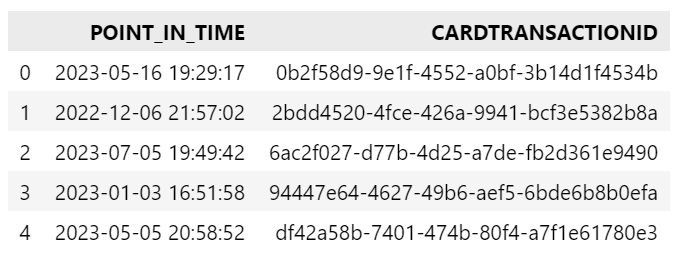 POINT_IN_TIME CARDTRANSACTIONID
0 2023-05-16 19:29:17 0b2f58d9-9e1f-4552-a0bf-3b14d1f4534b
1 2022-12-06 21:57:02 2bdd4520-4fce-426a-9941-bcf3e5382b8a
2 2023-07-05 19:49:42 6ac2f027-d77b-4d25-a7de-fb2d361e9490
3 2023-01-03 16:51:58 94447e64-4627-49b6-aef5-6bde6b8b0efa
4 2023-05-05 20:58:52 df42a58b-7401-474b-80f4-a7f1e61780e3